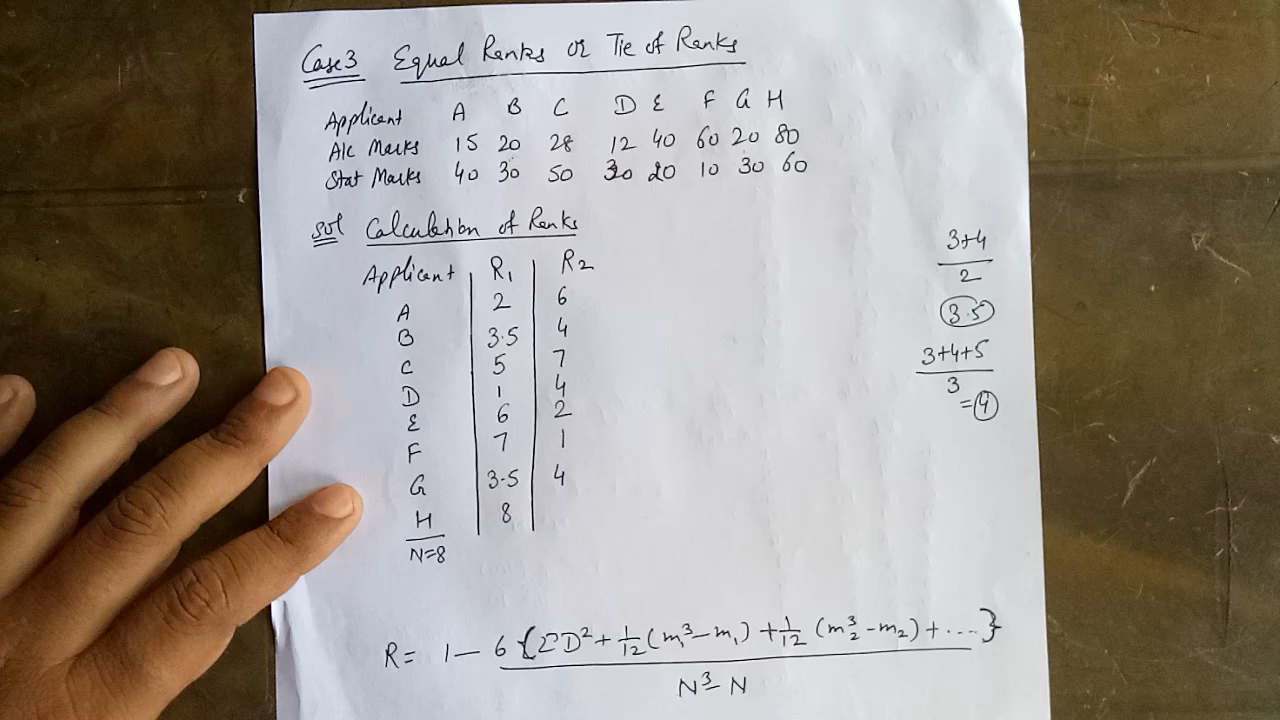 Case 3 Equal Ranks or Tie of Ranks
Applicant A B C D E F G H
A/c Marks 15 20 28 12 40 60 20 80
Stat Marks 40 30 50 30 20 10 30 60
sol Calculation of Ranks
Applicant R₁ R₂
A 2 6
B 3.5 4
C 5 7
D 1 4
E 6 2
F 7 1
G 3.5 4
H 8
N=8
3+4
2
3.5
3+4+5
3
=4
R= 1 - 6 {ΣD²+1/12(m₁³-m₁)+1/12(m₂³-m₂)+....}
N³-N